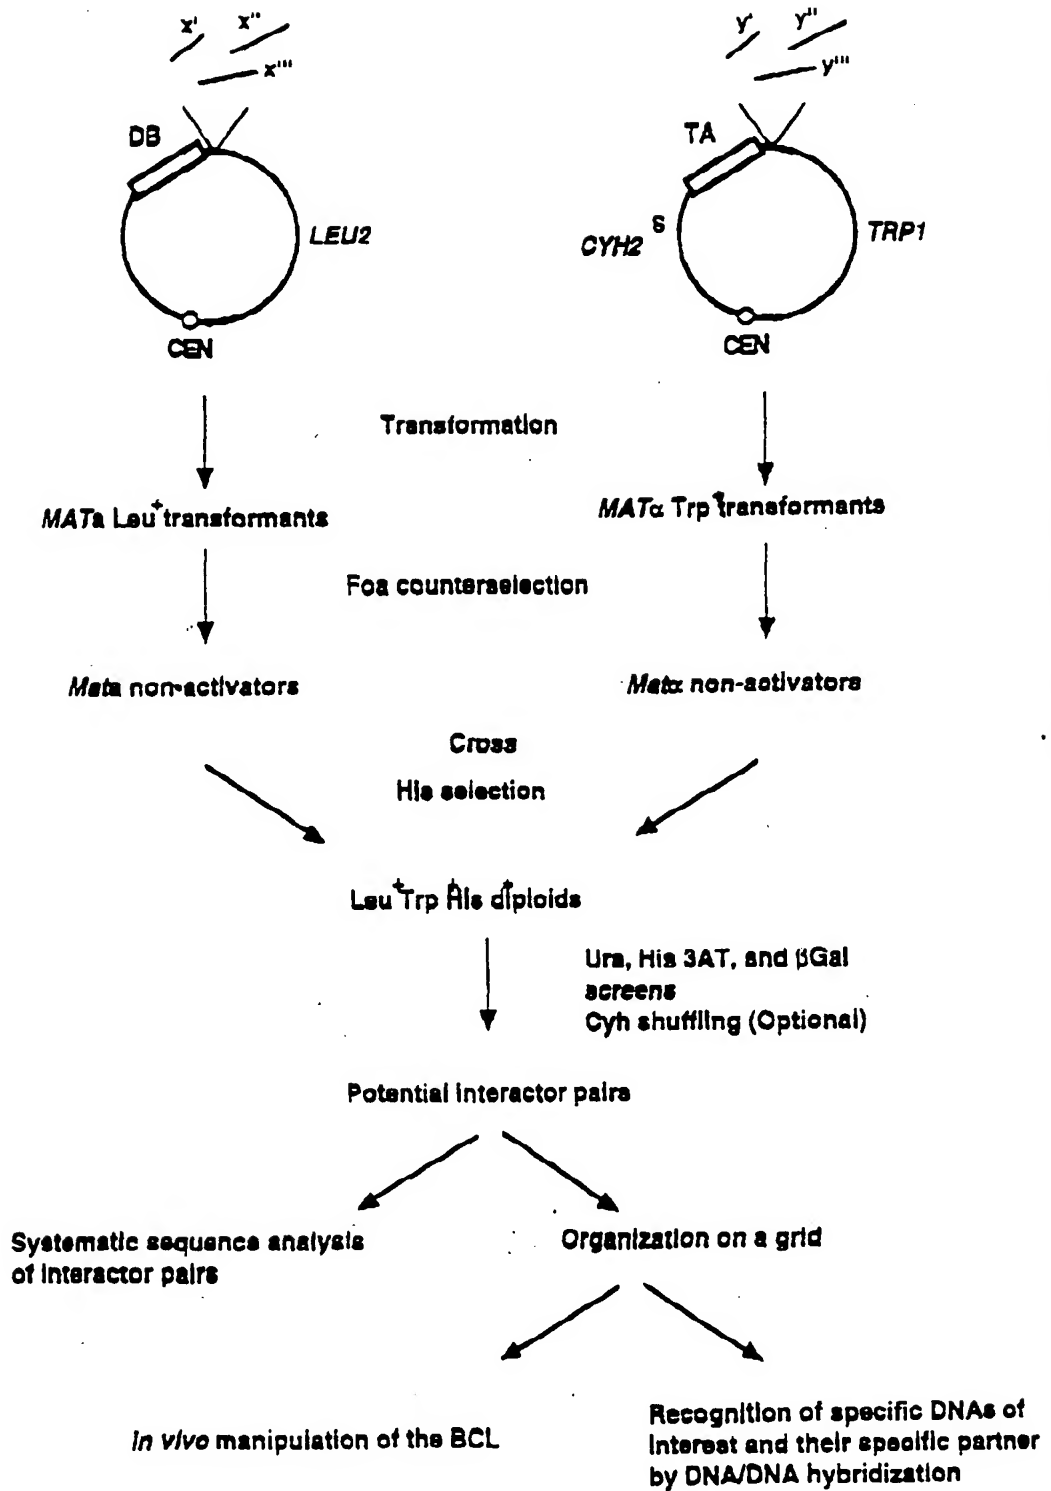 x' x'' y' y''
x''' y'''
DB TA
LEU2 CYH2 S TRP1
CEN CEN
Transformation
MATa Leu+ transformants MATα Trp+ transformants
Foa counterselection
Mata non-activators Matα non-activators
Cross
His selection
Leu+ Trp+ His+ diploids
Ura, His 3AT, and βGal
screens
Cyh shuffling (Optional)
Potential interactor pairs
Systematic sequence analysis
of interactor pairs
Organization on a grid
In vivo manipulation of the BCL
Recognition of specific DNAs of
interest and their specific partner
by DNA/DNA hybridization